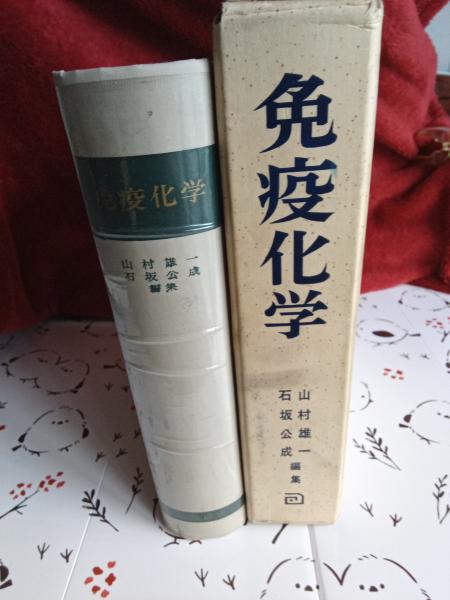 免疫化学
山村雄一
石坂公成
編集
免疫化学
山村雄一
石坂公成
編集